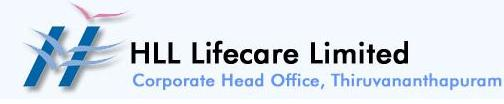 HLL Lifecare Limited
Corporate Head Office, Thiruvananthapuram